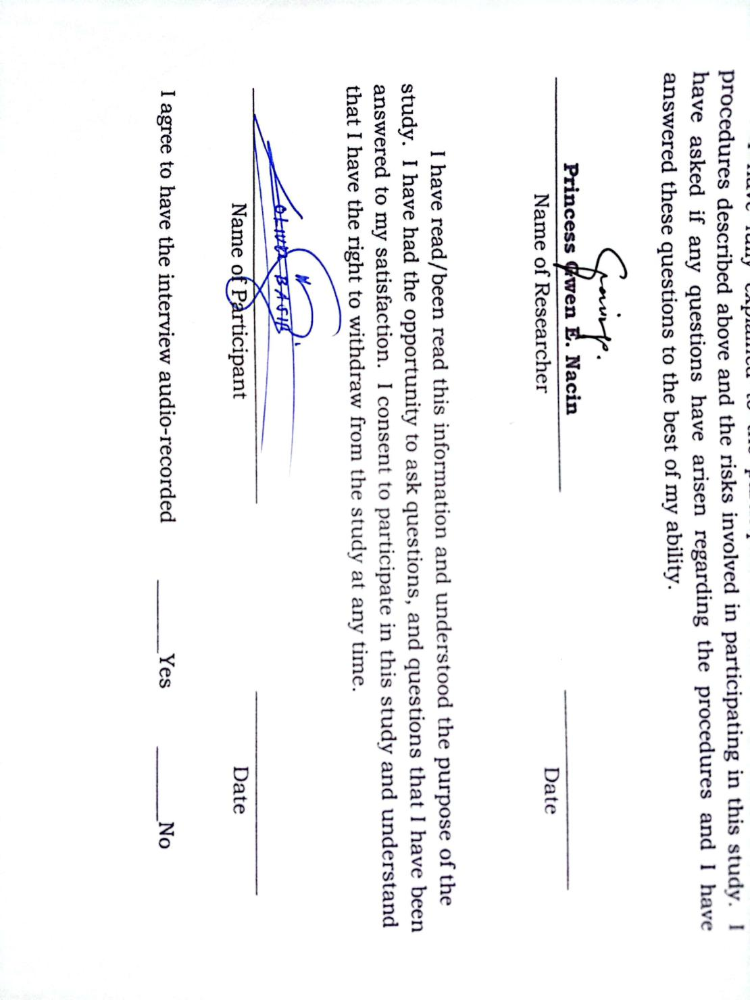 have fully explained to the
procedures described above and the risks involved in participating in this study. I
have asked if any questions have arisen regarding the procedures and I have
answered these questions to the best of my ability.
Princess Gwen E. Nacin
Name of Researcher Date
I have read/been read this information and understood the purpose of the
study. I have had the opportunity to ask questions, and questions that I have been
answered to my satisfaction. I consent to participate in this study and understand
that I have the right to withdraw from the study at any time.
Name of Participant Date
I agree to have the interview audio-recorded ____Yes ____No